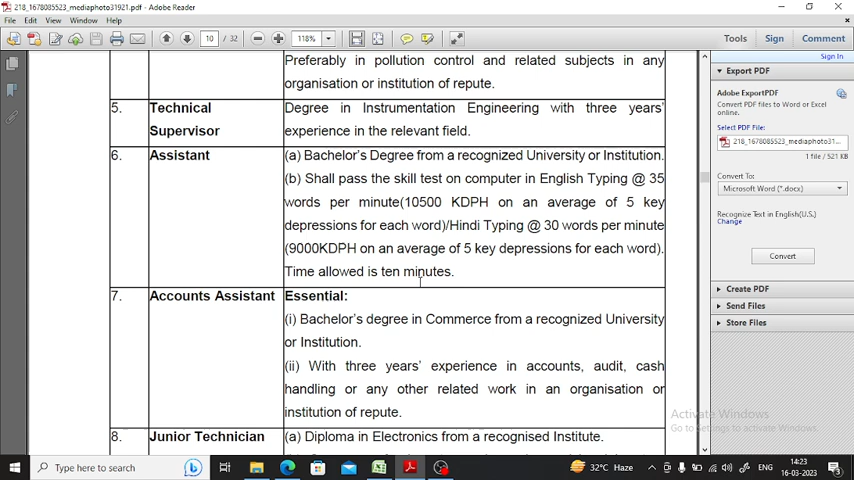 218_1678085523_mediaphoto31921.pdf - Adobe Reader
File Edit View Window Help
10 / 32 118% Tools Sign Comment
Sign In
Export PDF
Adobe ExportPDF
Convert PDF files to Word or Excel
online.
Select PDF File:
218_1678085523_mediaphoto31...
1 file / 521 KB
Convert To:
Microsoft Word (*.docx)
Recognize Text in English(U.S.)
Change
Convert
Create PDF
Send Files
Store Files
Preferably in pollution control and related subjects in any
organisation or institution of repute.
5. Technical Supervisor
Degree in Instrumentation Engineering with three years'
experience in the relevant field.
6. Assistant
(a) Bachelor's Degree from a recognized University or Institution.
(b) Shall pass the skill test on computer in English Typing @ 35
words per minute(10500 KDPH on an average of 5 key
depressions for each word)/Hindi Typing @ 30 words per minute
(9000KDPH on an average of 5 key depressions for each word).
Time allowed is ten minutes.
7. Accounts Assistant
Essential:
(i) Bachelor's degree in Commerce from a recognized University
or Institution.
(ii) With three years' experience in accounts, audit, cash
handling or any other related work in an organisation or
institution of repute.
8. Junior Technician
(a) Diploma in Electronics from a recognised Institute.
Activate Windows
Go to Settings to activate Windows.
Type here to search
32°C Haze
ENG
14:23
16-03-2023
3